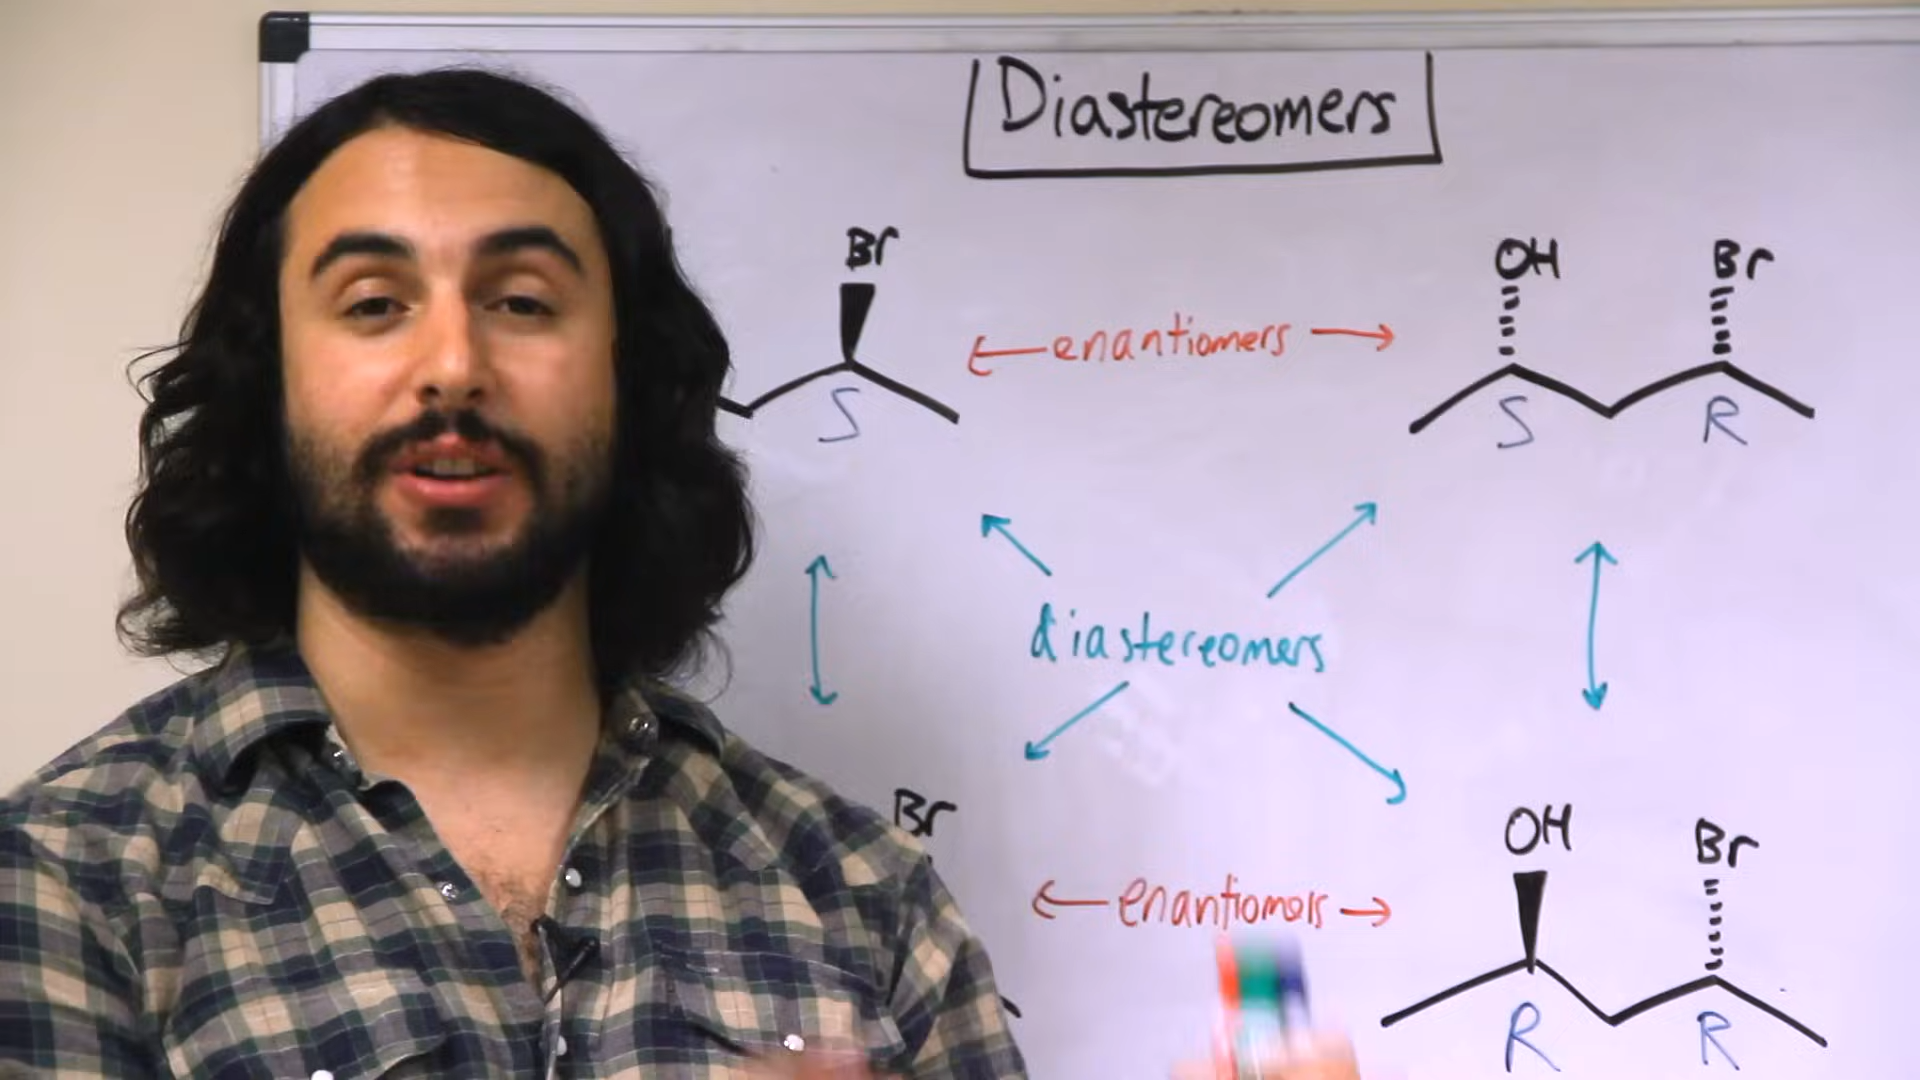 Diastereomers
Br
OH Br
enantiomers
S
S R
diastereomers
Br
OH Br
enantiomers
R R